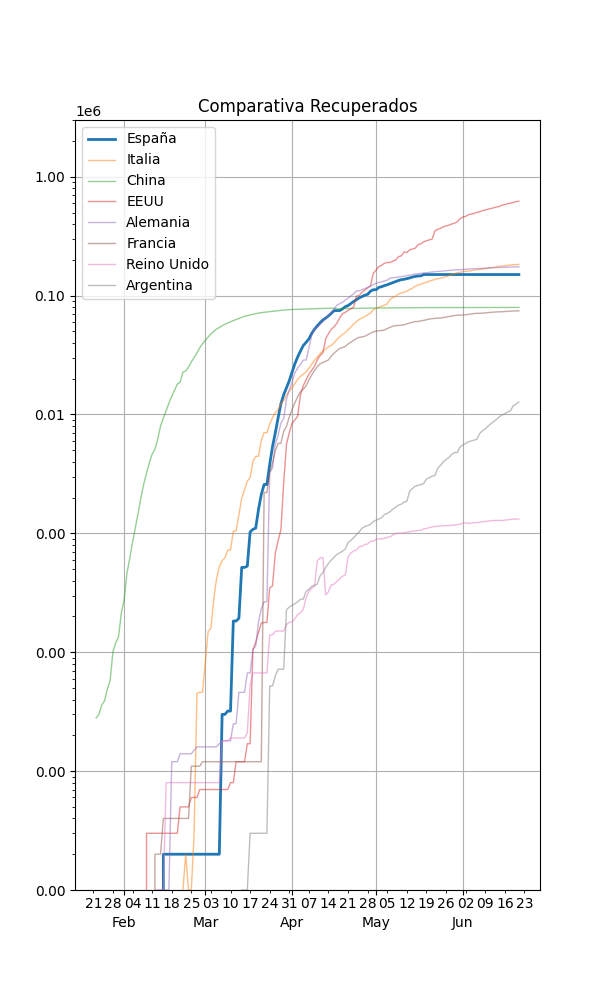 Comparativa Recuperados
1e6
España
Italia
China
EEUU
Alemania
Francia
Reino Unido
Argentina
1.00
0.10
0.01
0.00
0.00
0.00
0.00
21 28 04 11 18 25 03 10 17 24 31 07 14 21 28 05 12 19 26 02 09 16 23
Feb Mar Apr May Jun